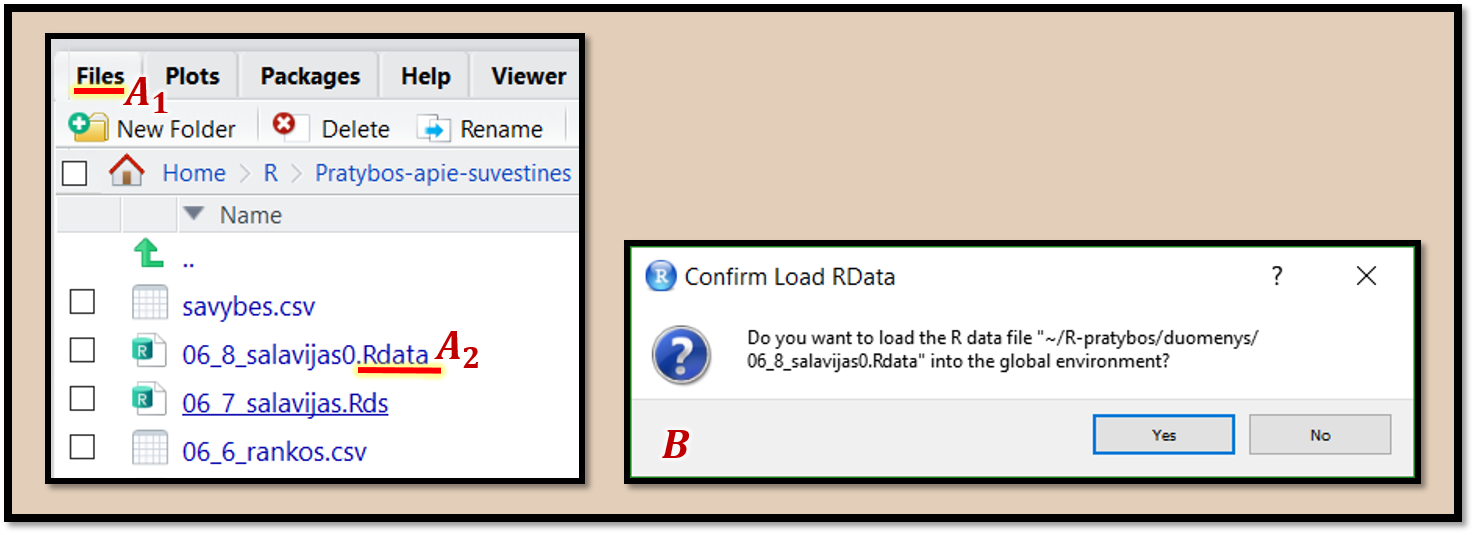 Files Plots Packages Help Viewer
A1
New Folder Delete Rename
Home > R > Pratybos-apie-suvestines
Name
..
savybes.csv
06_8_salavijas0.Rdata A2
06_7_salavijas.Rds
06_6_rankos.csv
R Confirm Load RData ?
Do you want to load the R data file "~/R-pratybos/duomenys/
06_8_salavijas0.Rdata" into the global environment?
B
Yes No